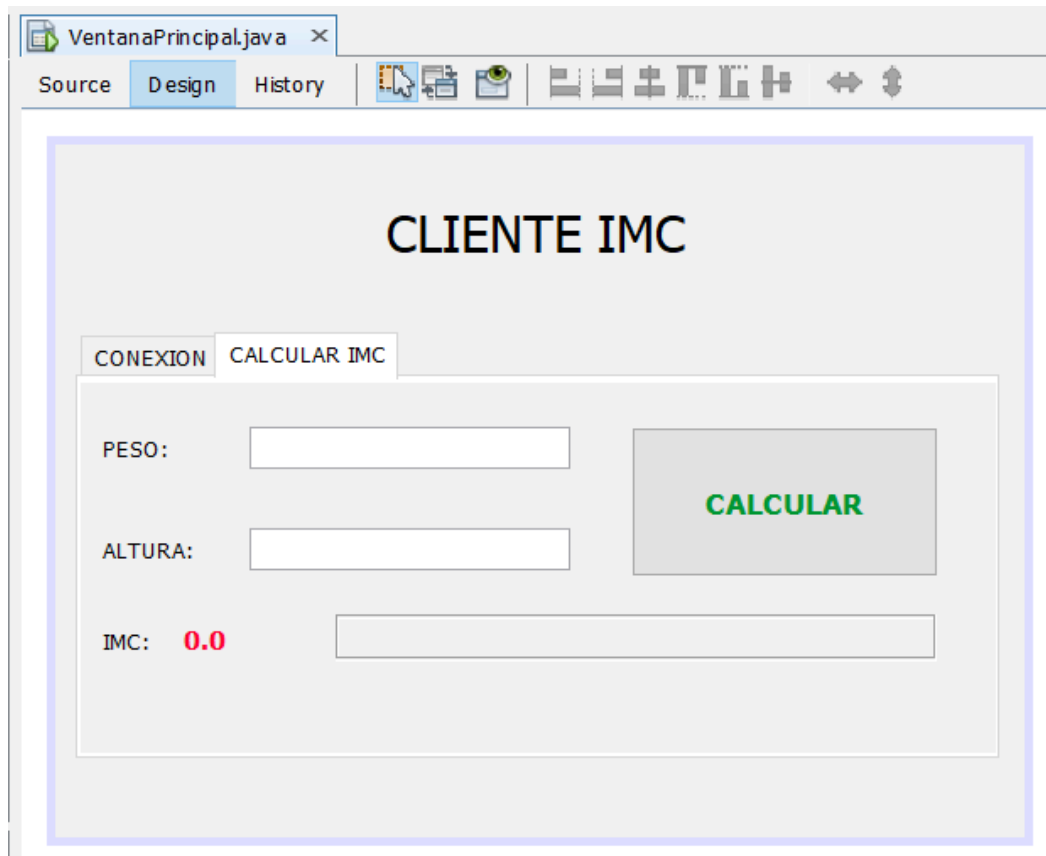 VentanaPrincipal.java ×
Source Design History
CLIENTE IMC
CONEXION CALCULAR IMC
PESO:
CALCULAR
ALTURA:
IMC: 0.0